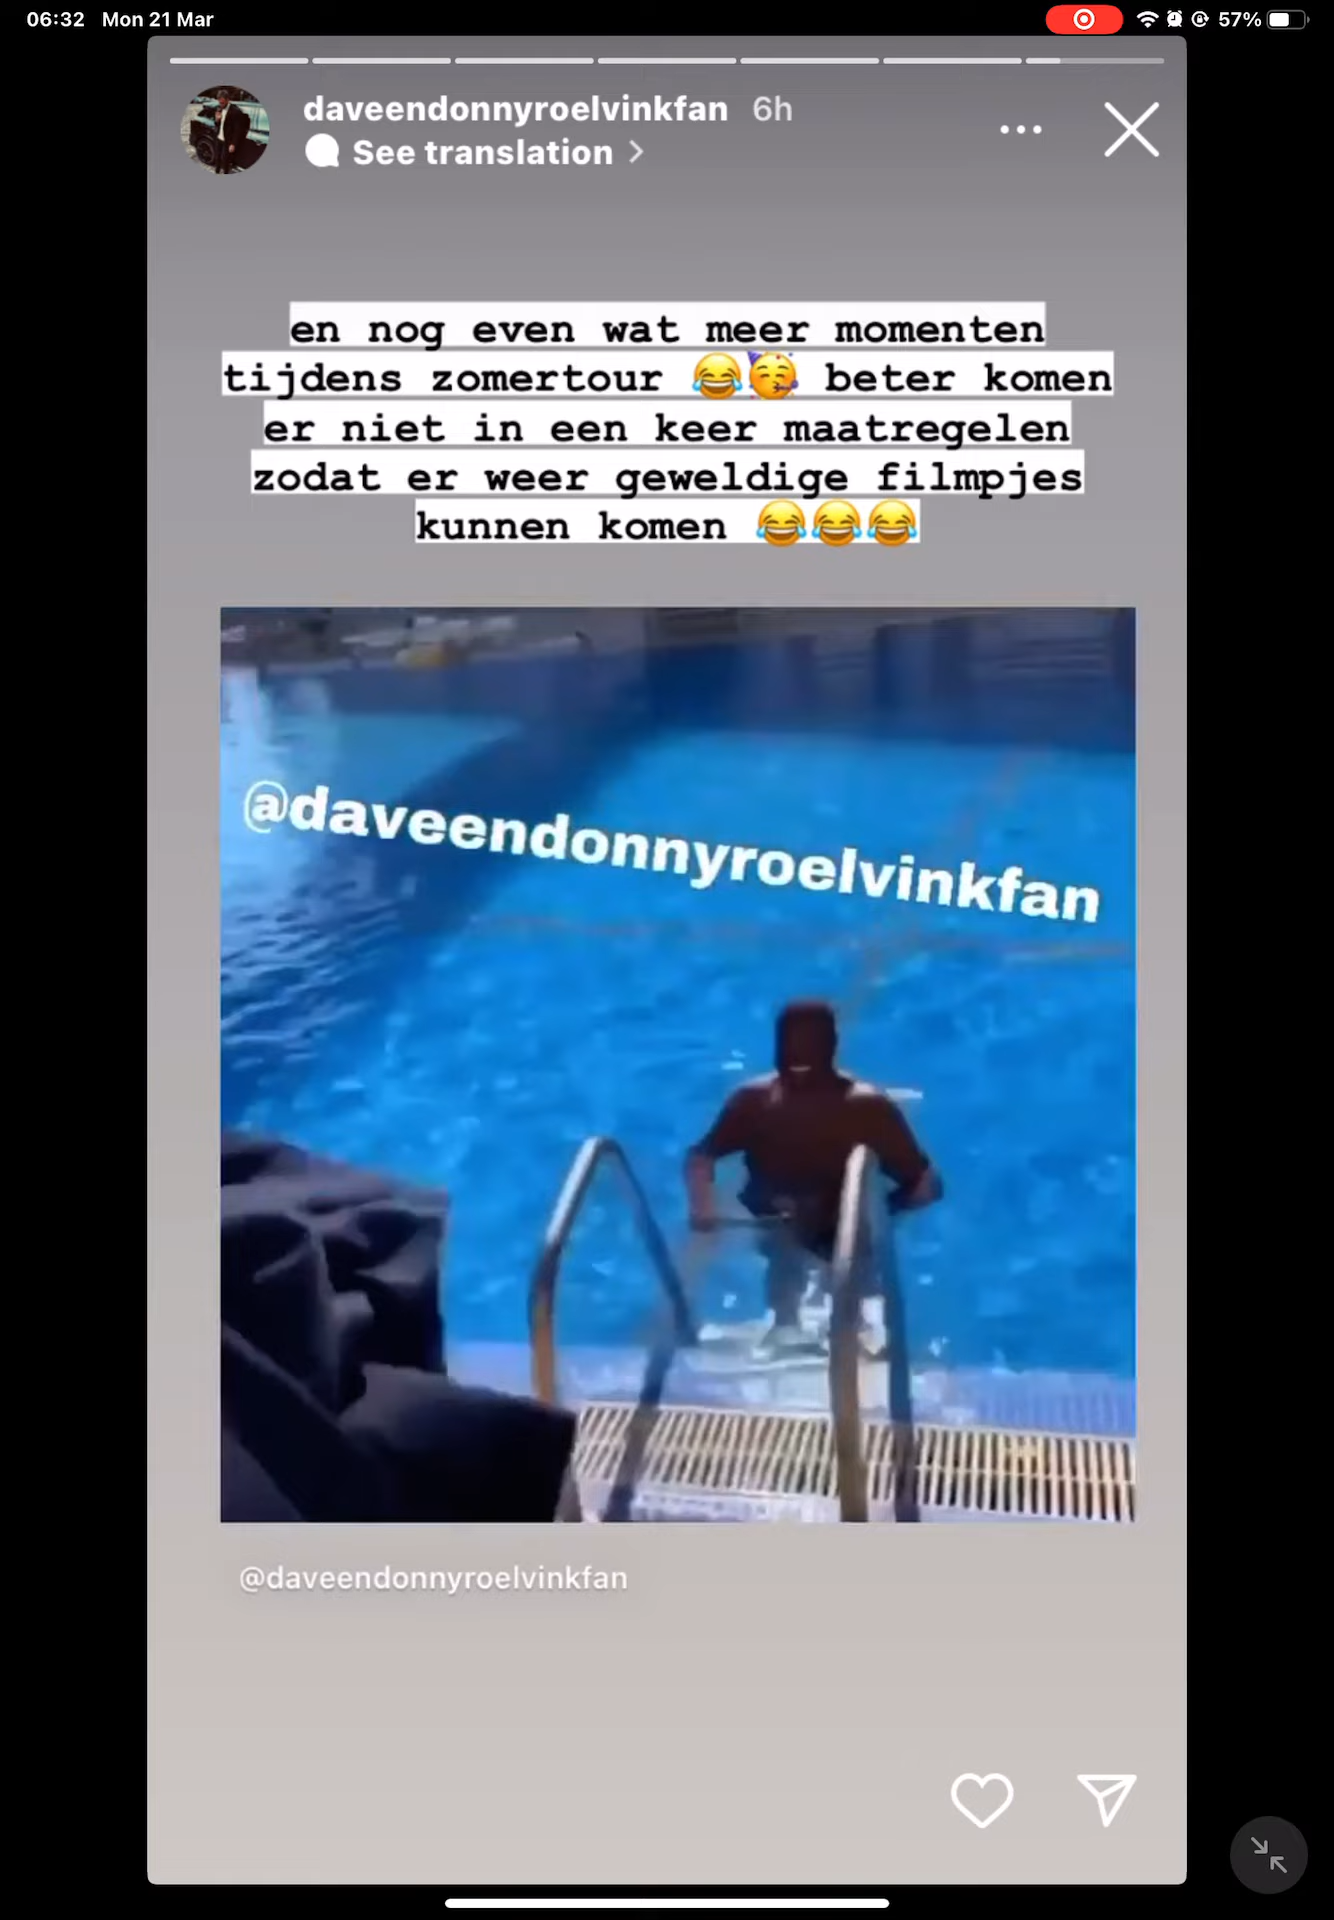 06:32 Mon 21 Mar 57%
daveendonnyroelvinkfan 6h
See translation >
en nog even wat meer momenten
tijdens zomertour 😂🥳 beter komen
er niet in een keer maatregelen
zodat er weer geweldige filmpjes
kunnen komen 😂😂😂
@daveendonnyroelvinkfan
@daveendonnyroelvinkfan